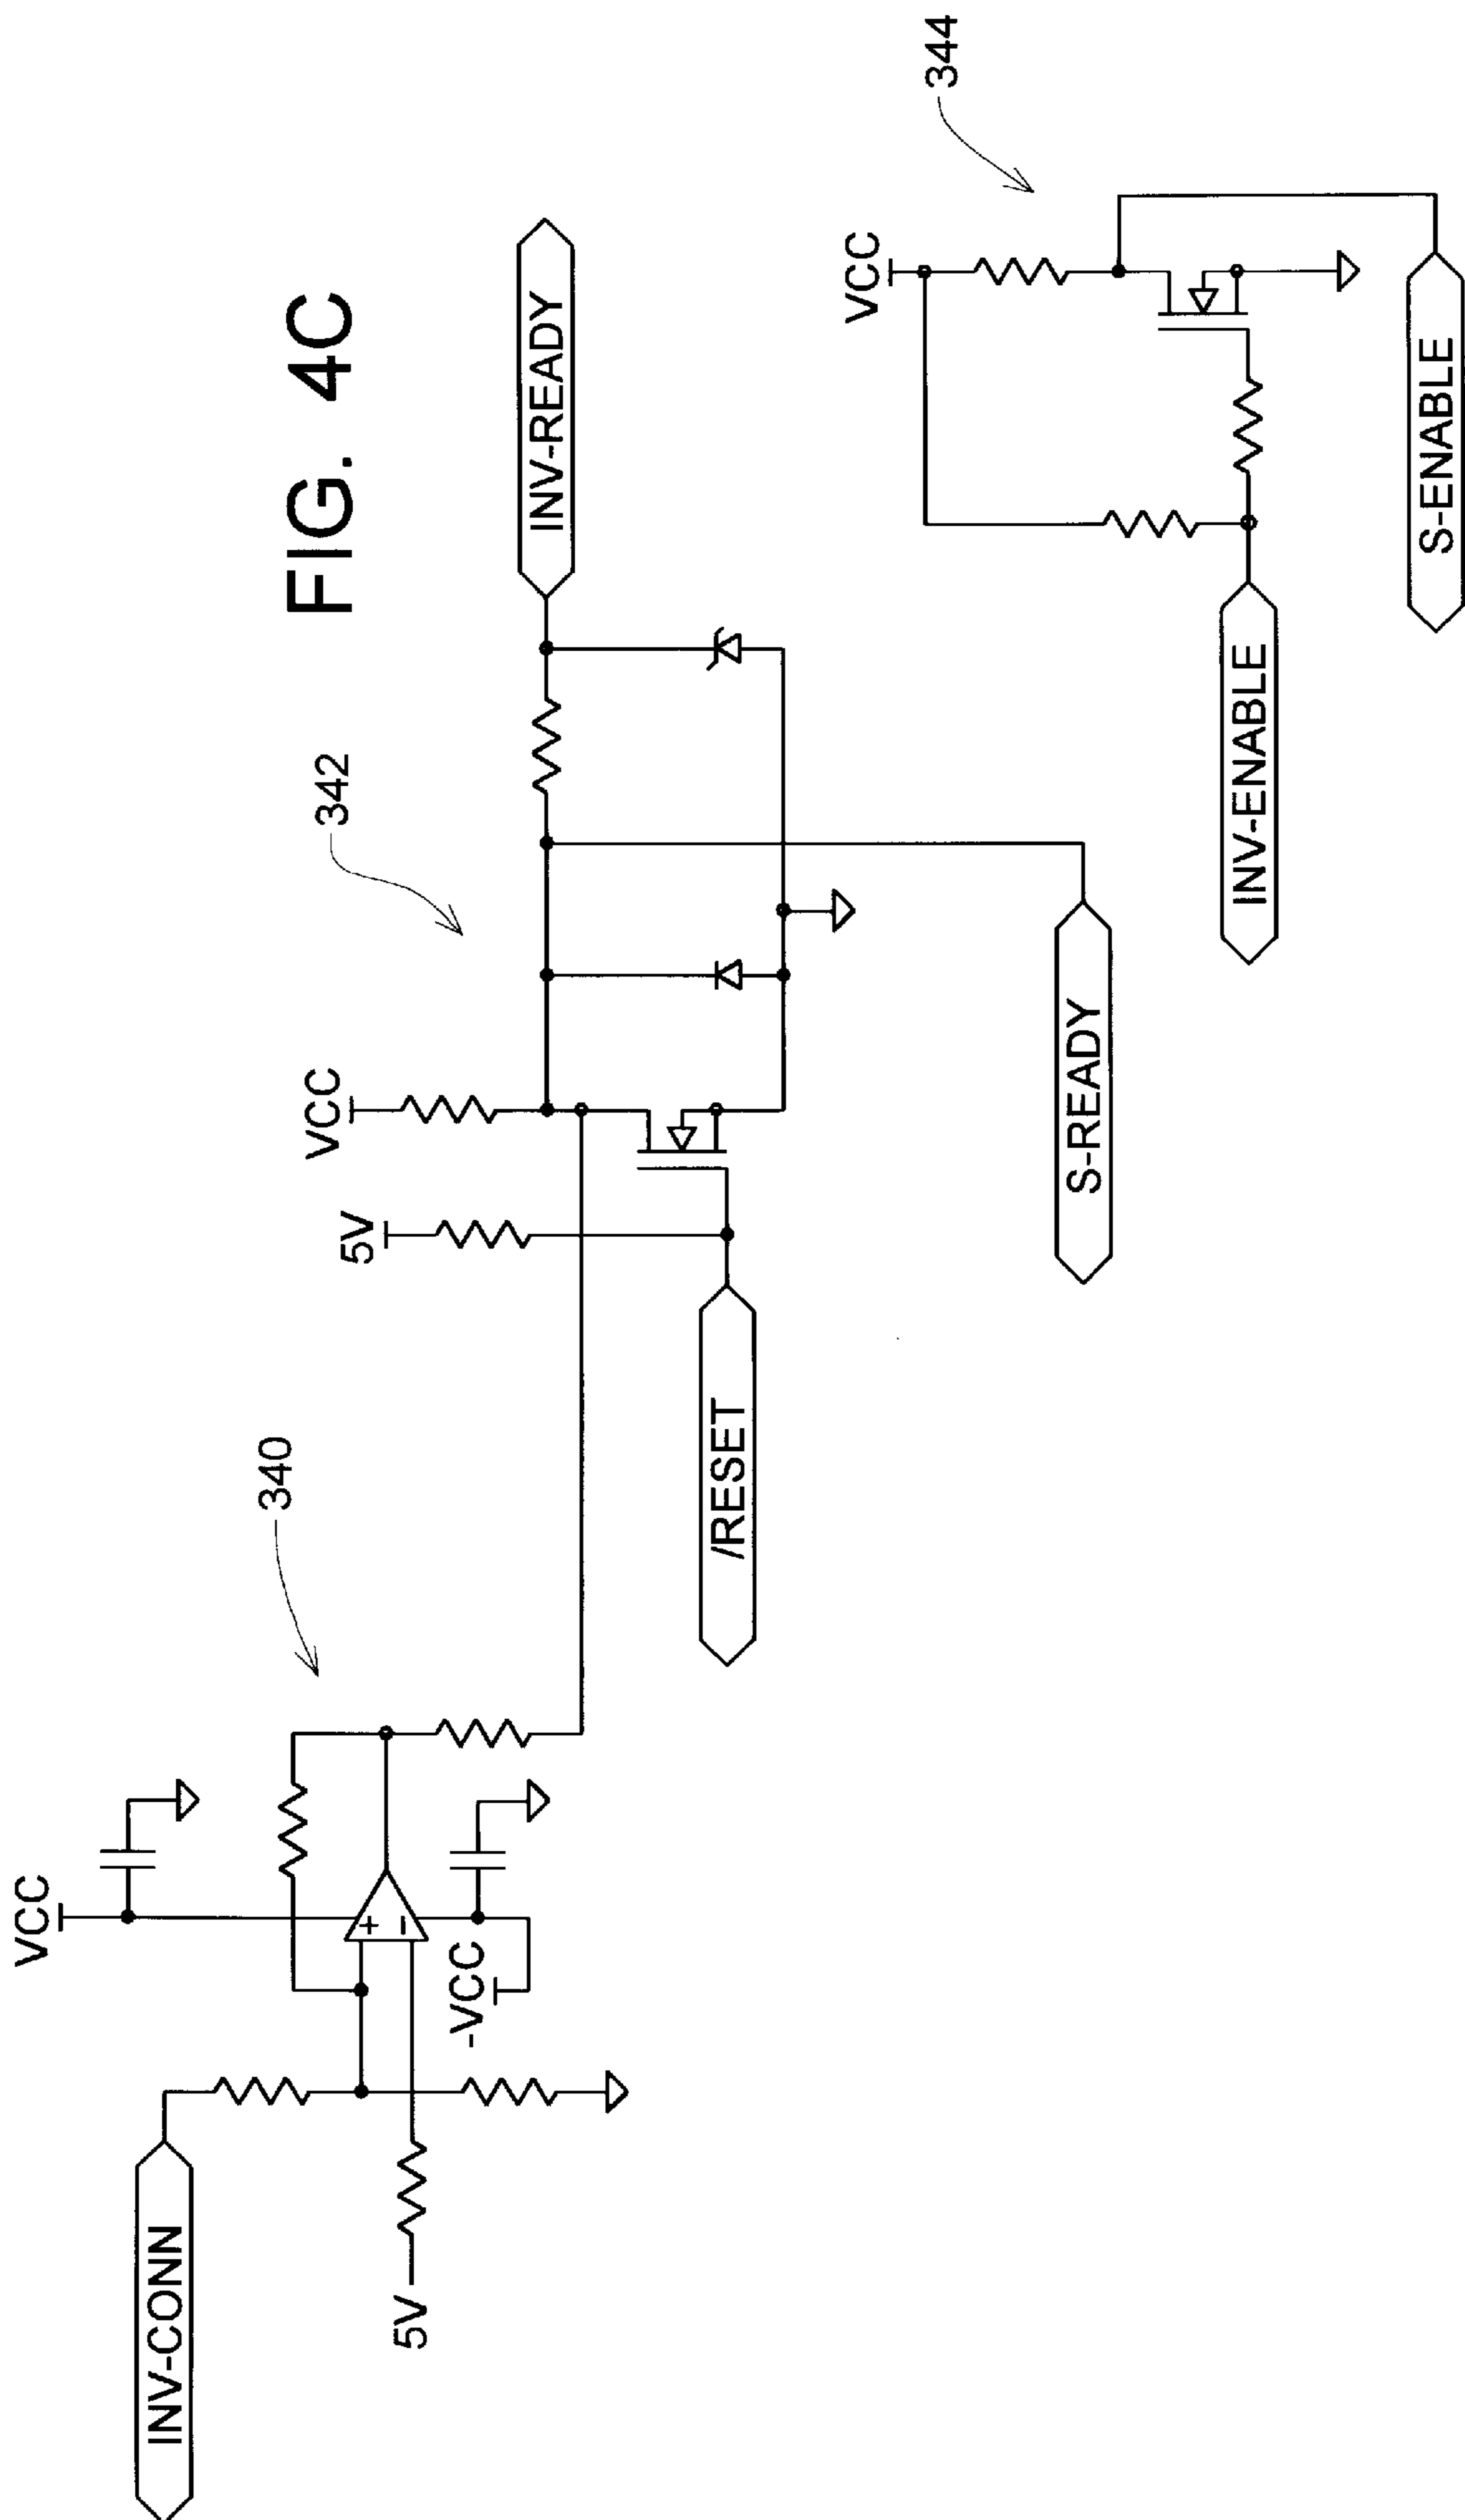 FIG. 4C
VCC
340
342
344
INV-CONN
5V
+
−
-VCC
5V
VCC
INV-READY
/RESET
S-READY
VCC
INV-ENABLE
S-ENABLE